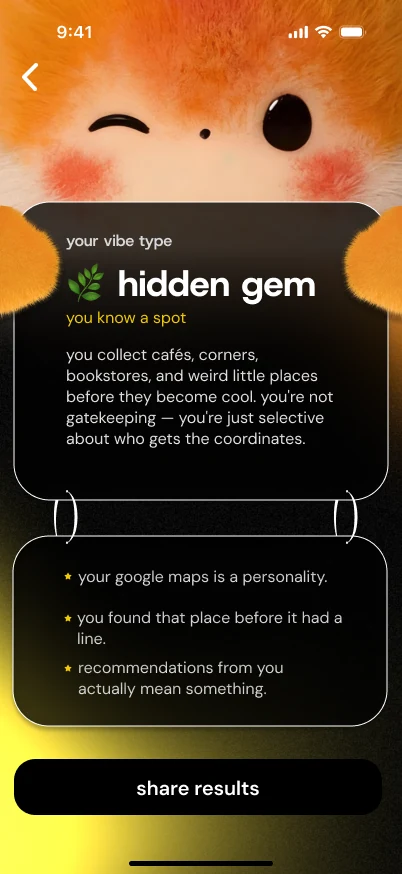 9:41
your vibe type
🌿 hidden gem
you know a spot
you collect cafés, corners,
bookstores, and weird little places
before they become cool. you're not
gatekeeping — you're just selective
about who gets the coordinates.
your google maps is a personality.
you found that place before it had a
line.
recommendations from you
actually mean something.
share results